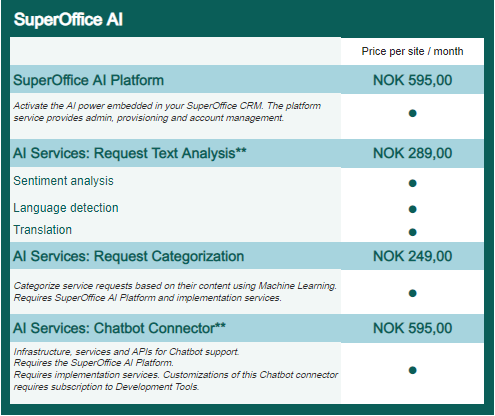 SuperOffice AI
Price per site / month
SuperOffice AI Platform NOK 595,00
Activate the AI power embedded in your SuperOffice CRM. The platform
service provides admin, provisioning and account management. ●
AI Services: Request Text Analysis** NOK 289,00
Sentiment analysis ●
Language detection ●
Translation ●
AI Services: Request Categorization NOK 249,00
Categorize service requests based on their content using Machine Learning.
Requires SuperOffice AI Platform and implementation services. ●
AI Services: Chatbot Connector** NOK 595,00
Infrastructure, services and APIs for Chatbot support.
Requires the SuperOffice AI Platform.
Requires implementation services. Customizations of this Chatbot connector ●
requires subscription to Development Tools.